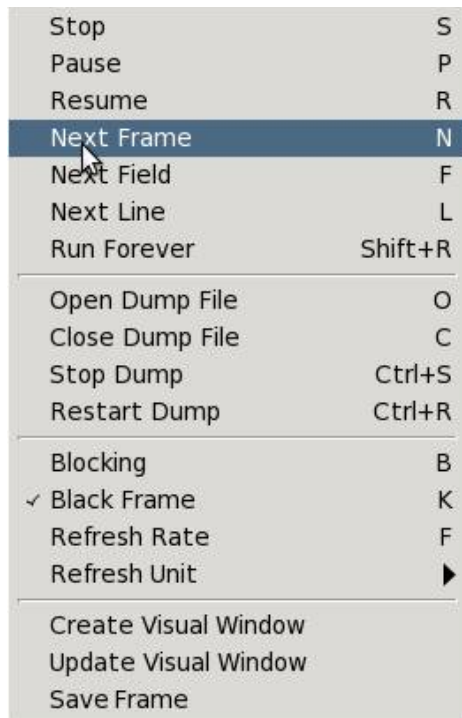 Stop S
Pause P
Resume R
Next Frame N
Next Field F
Next Line L
Run Forever Shift+R
Open Dump File O
Close Dump File C
Stop Dump Ctrl+S
Restart Dump Ctrl+R
Blocking B
Black Frame K
Refresh Rate F
Refresh Unit
Create Visual Window
Update Visual Window
Save Frame